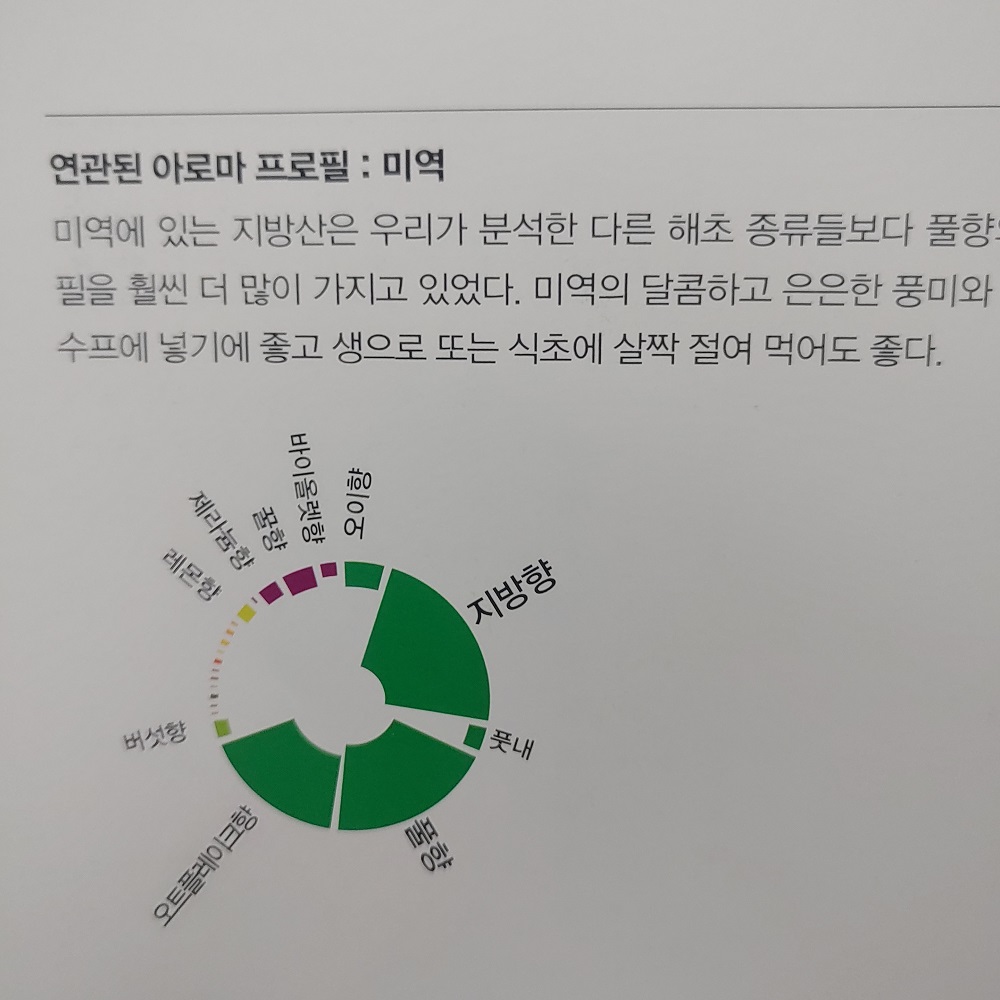 연관된 아로마 프로필 : 미역
미역에 있는 지방산은 우리가 분석한 다른 해초 종류들보다 풀향
필을 훨씬 더 많이 가지고 있었다. 미역의 달콤하고 은은한 풍미와
수프에 넣기에 좋고 생으로 또는 식초에 살짝 절여 먹어도 좋다.
오이향
지방향
풋내
풀향
오트플레이크향
버섯향
레몬향
제라늄향
꿀향
바이올렛향